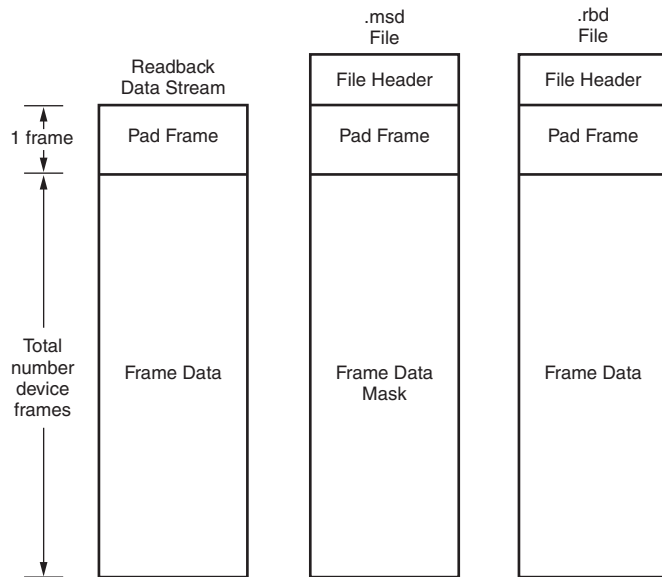 .msd
File
.rbd
File
Readback
Data Stream
File Header
File Header
1 frame
Pad Frame
Pad Frame
Pad Frame
Total
number
device
frames
Frame Data
Frame Data
Mask
Frame Data